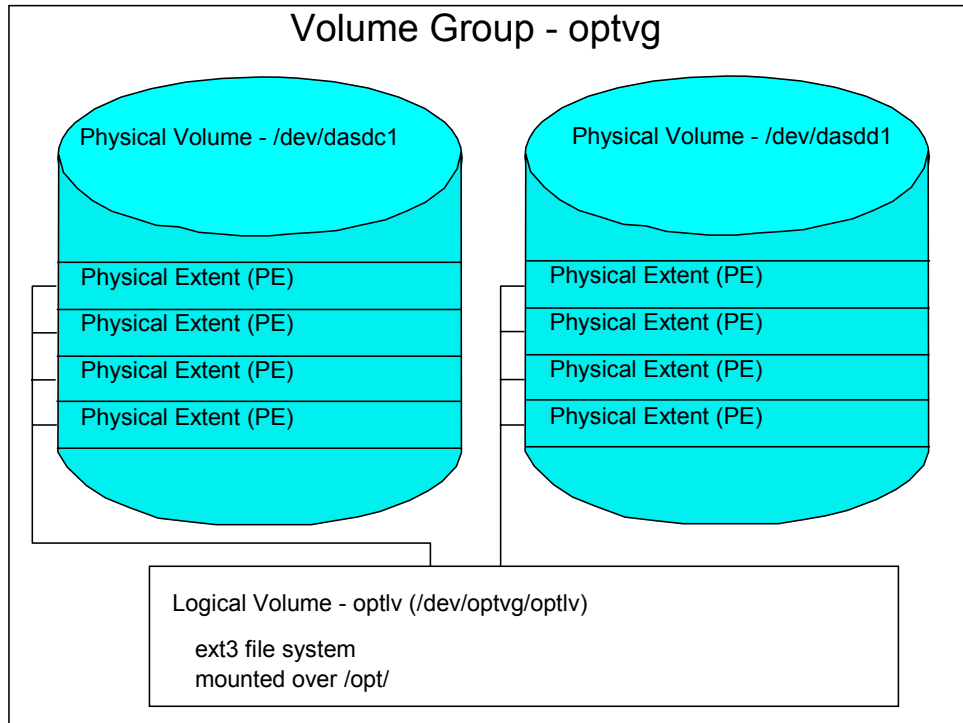 Volume Group - optvg
Physical Volume - /dev/dasdc1
Physical Extent (PE)
Physical Extent (PE)
Physical Extent (PE)
Physical Extent (PE)
Physical Volume - /dev/dasdd1
Physical Extent (PE)
Physical Extent (PE)
Physical Extent (PE)
Physical Extent (PE)
Logical Volume - optlv (/dev/optvg/optlv)
ext3 file system
mounted over /opt/